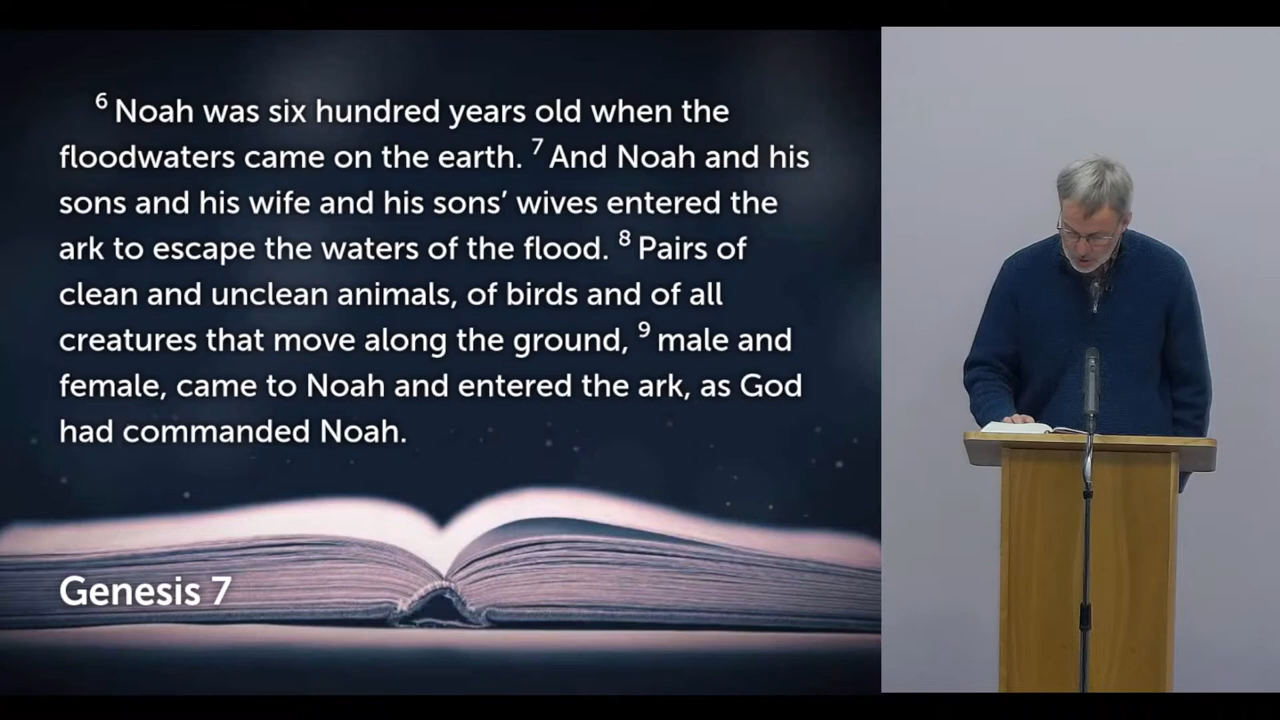 6 Noah was six hundred years old when the
floodwaters came on the earth. 7 And Noah and his
sons and his wife and his sons’ wives entered the
ark to escape the waters of the flood. 8 Pairs of
clean and unclean animals, of birds and of all
creatures that move along the ground, 9 male and
female, came to Noah and entered the ark, as God
had commanded Noah.
Genesis 7